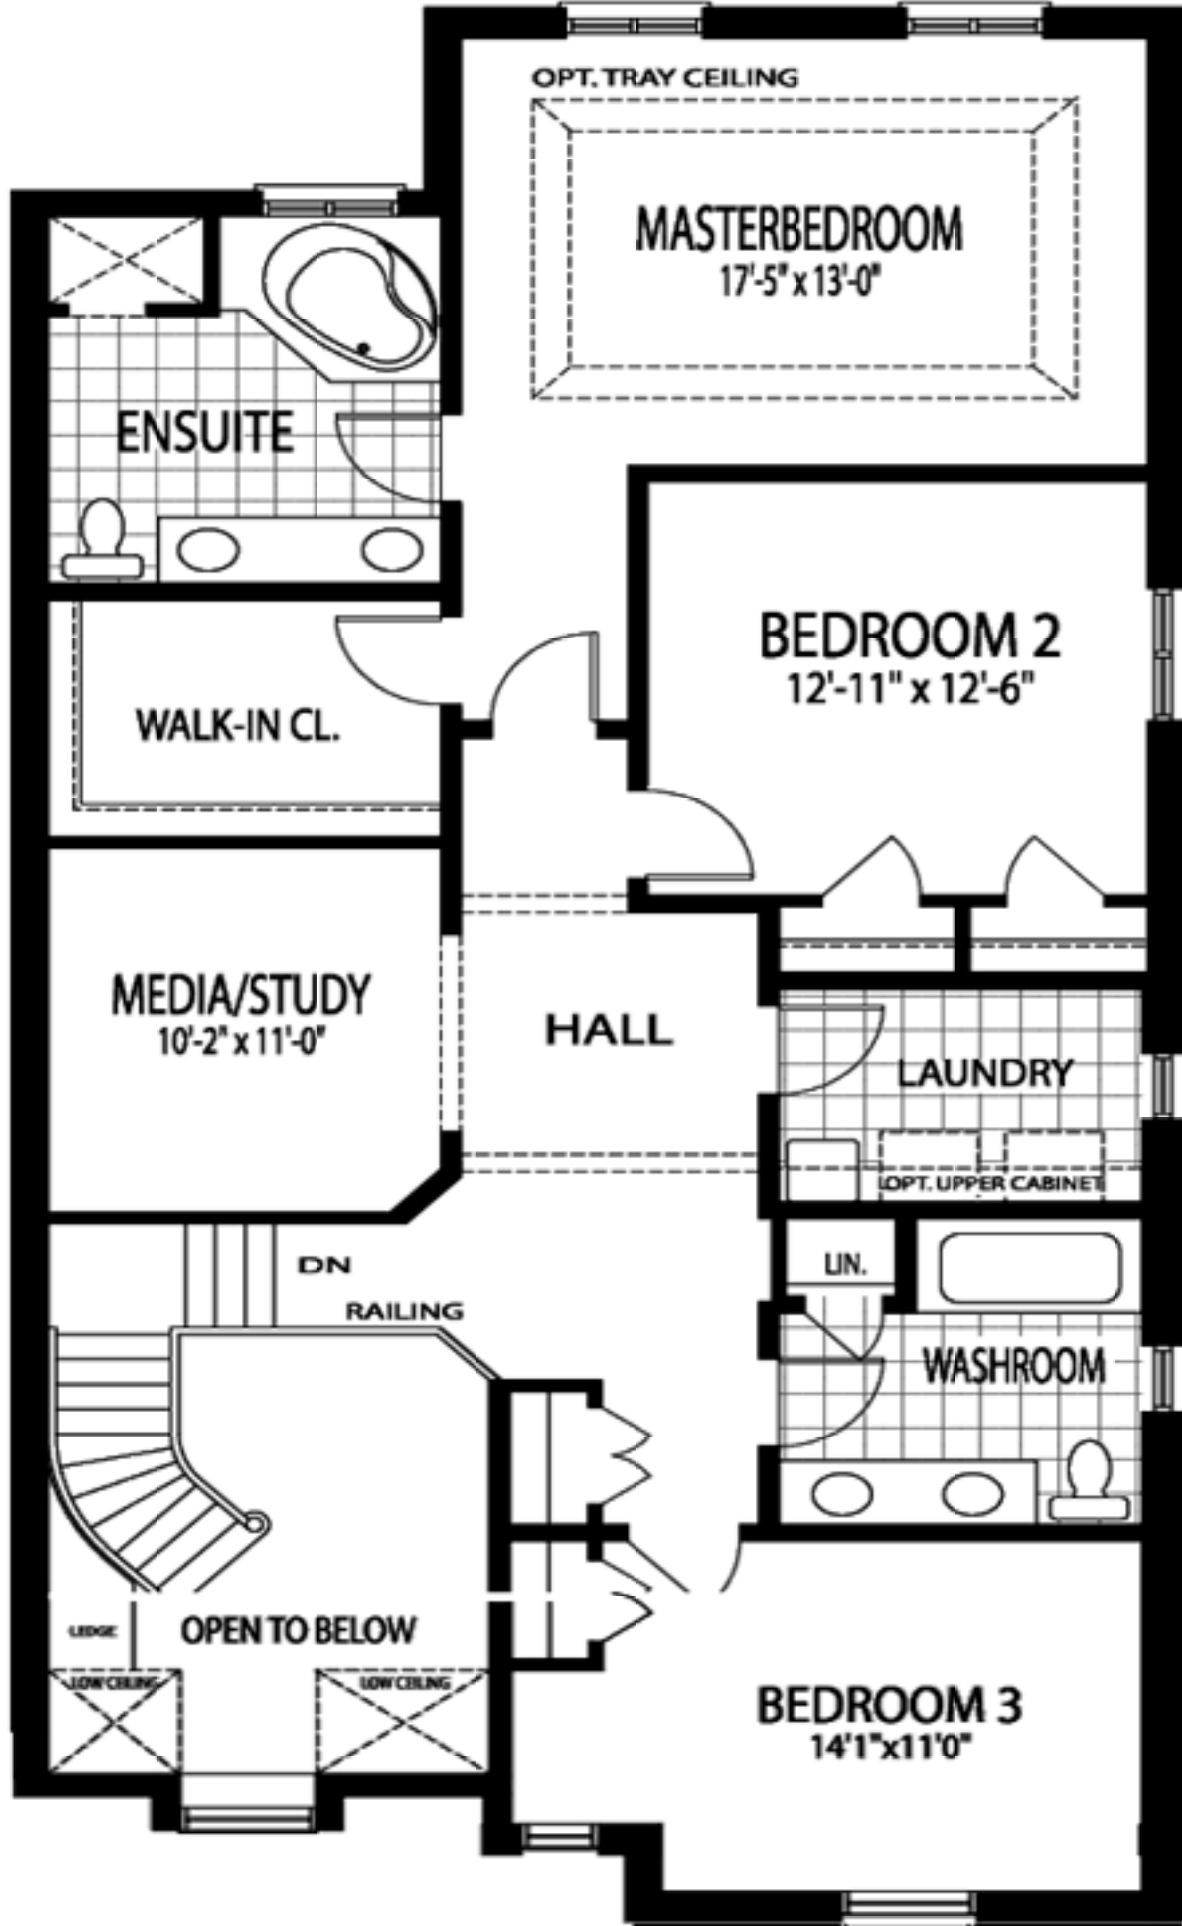 OPT. TRAY CEILING
MASTERBEDROOM
17'-5" x 13'-0"
ENSUITE
BEDROOM 2
12'-11" x 12'-6"
WALK-IN CL.
MEDIA/STUDY
10'-2" x 11'-0"
HALL
LAUNDRY
OPT. UPPER CABINET
DN
LIN.
RAILING
WASHROOM
LEDGE
OPEN TO BELOW
LOW CEILING
LOW CEILING
BEDROOM 3
14'1"x11'0"